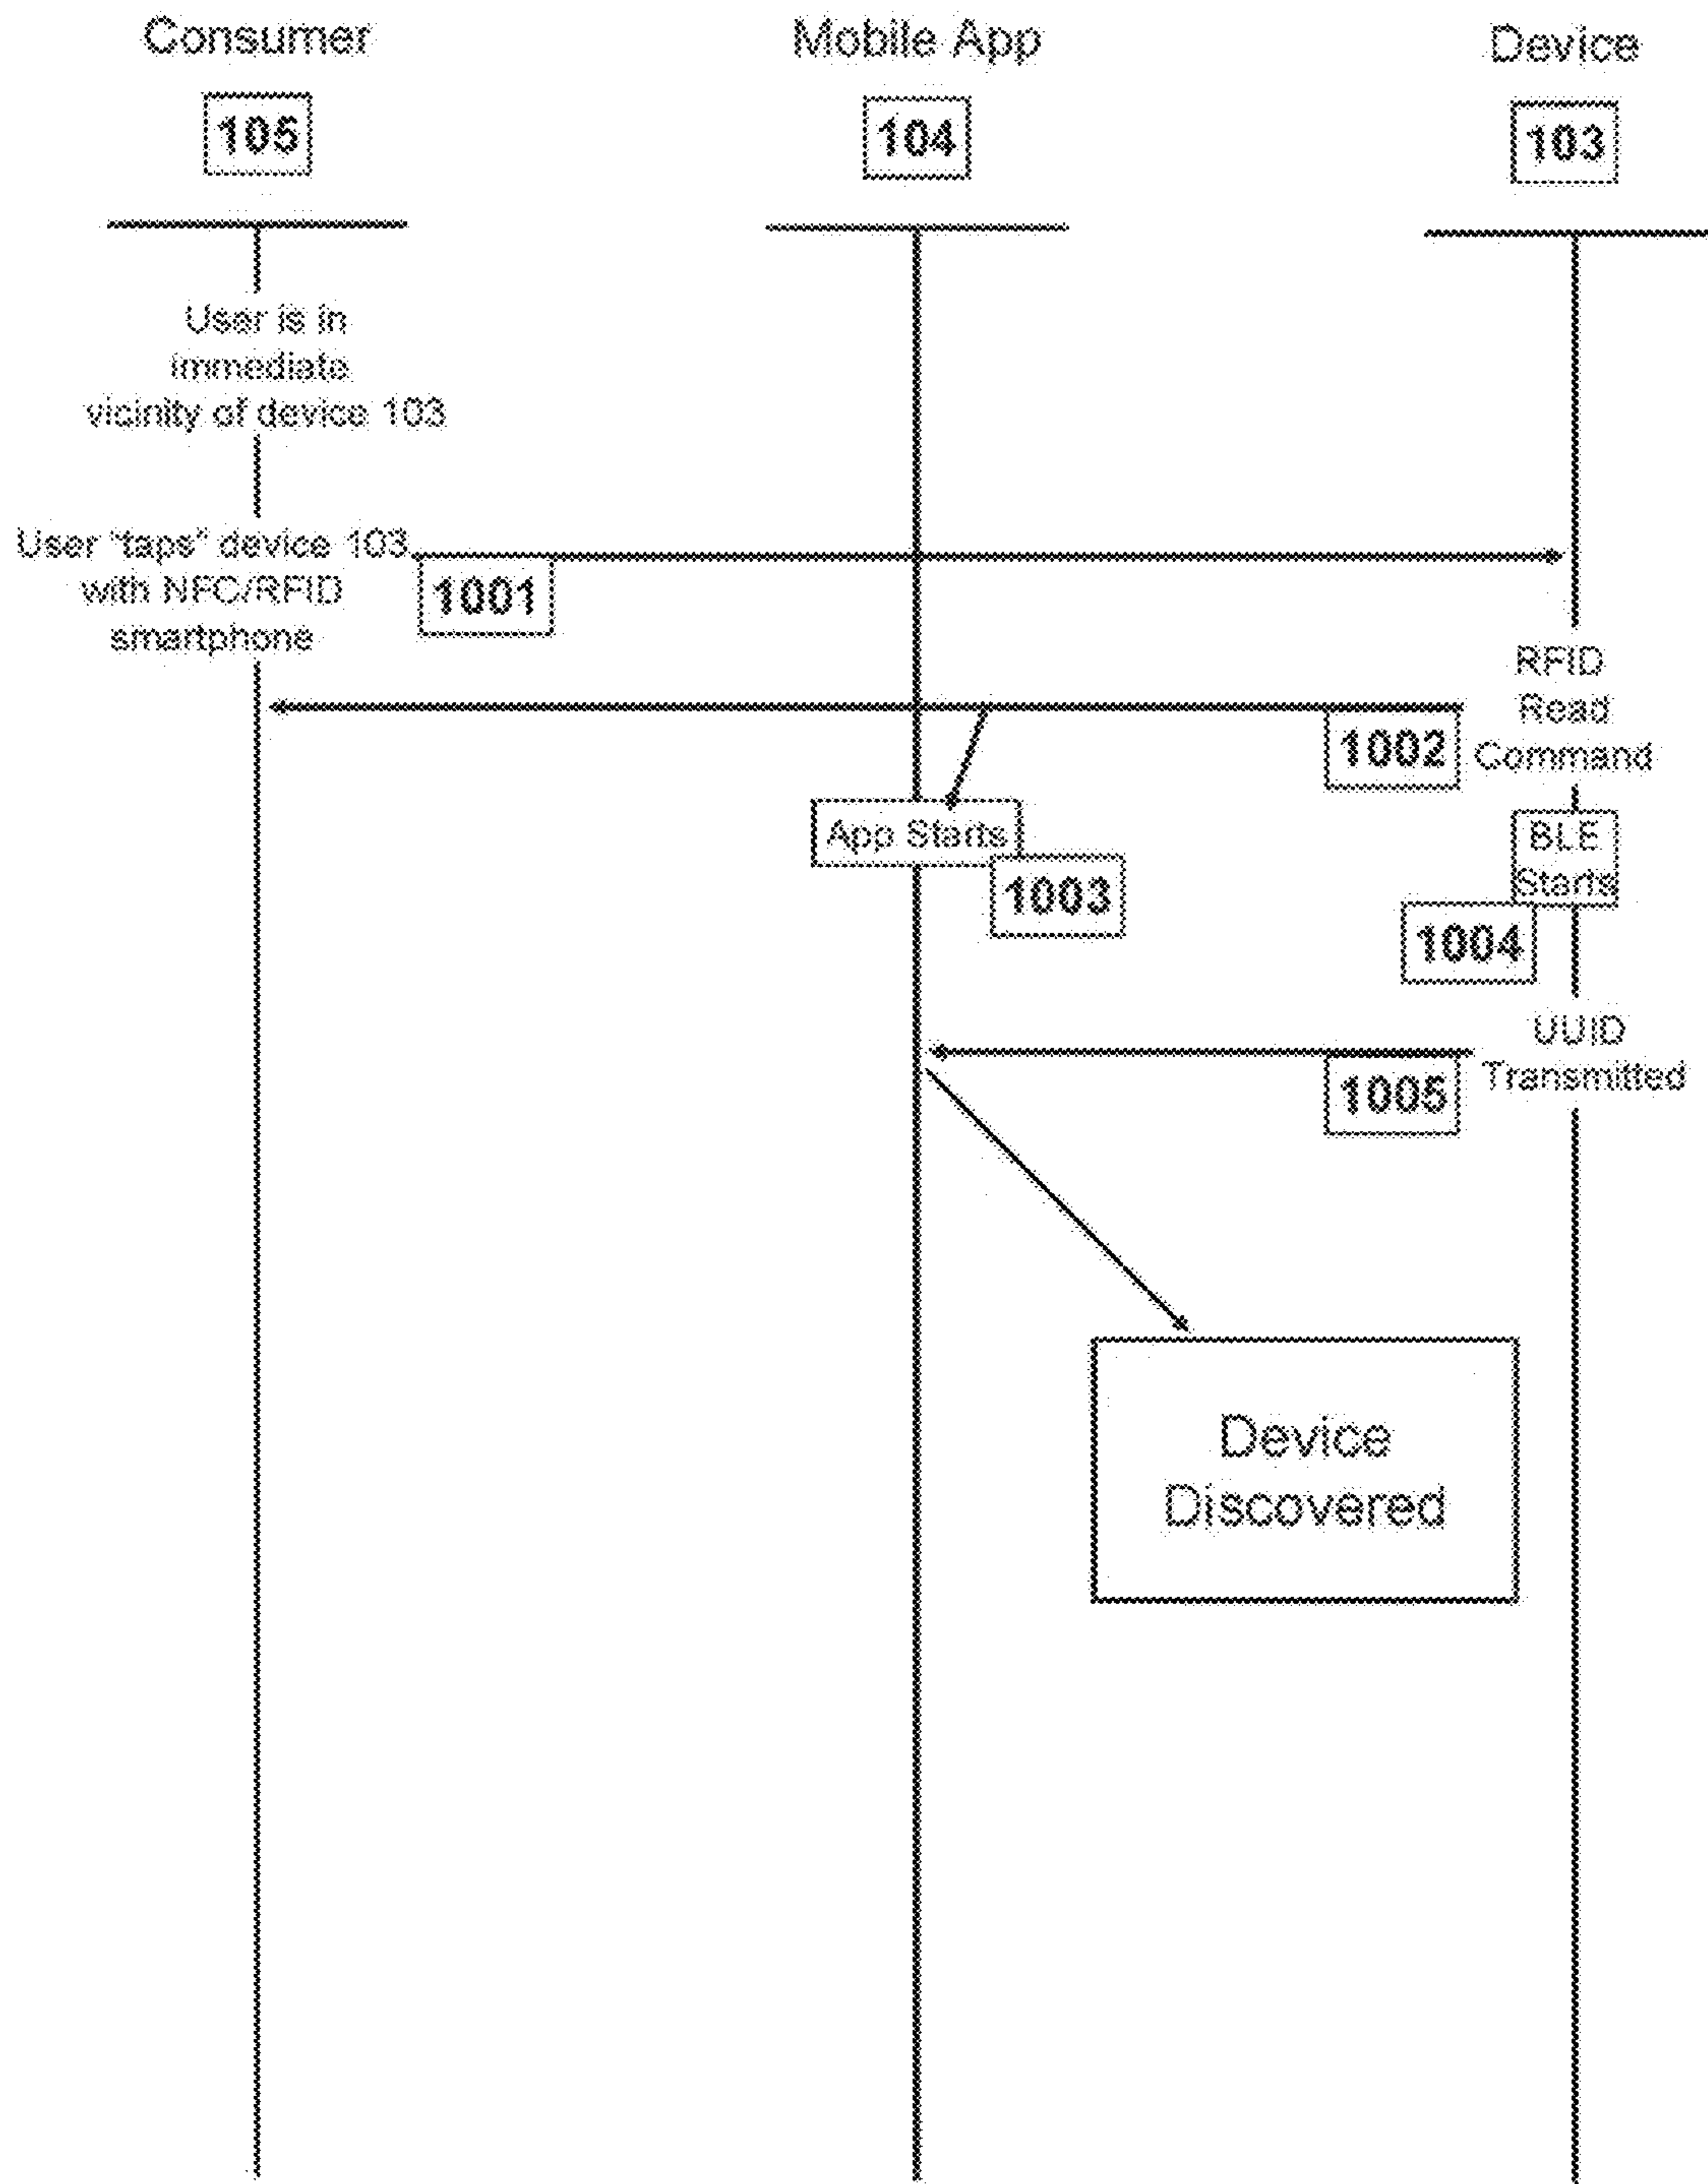 Consumer
Mobile App
Device
105
104
103
User is in
immediate
vicinity of device 103
User "taps" device 103
with NFC/RFID
smartphone
1001
RFID
Read
Command
1002
App Starts
1003
BLE
Starts
1004
UUID
Transmitted
1005
Device
Discovered